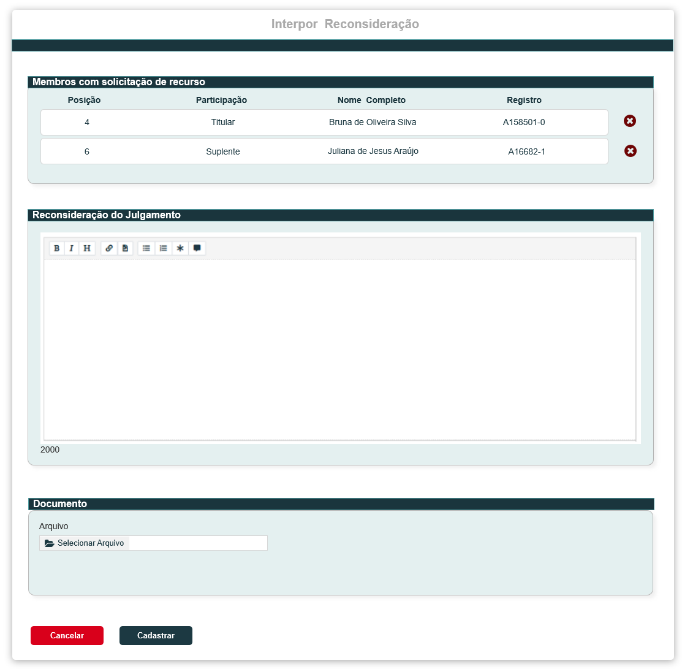 Interpor Reconsideração
Membros com solicitação de recurso
Posição Participação Nome Completo Registro
4 Titular Bruna de Oliveira Silva A158501-0
6 Suplente Juliana de Jesus Araújo A16682-1
Reconsideração do Julgamento
B I H
2000
Documento
Arquivo
Selecionar Arquivo
Cancelar Cadastrar